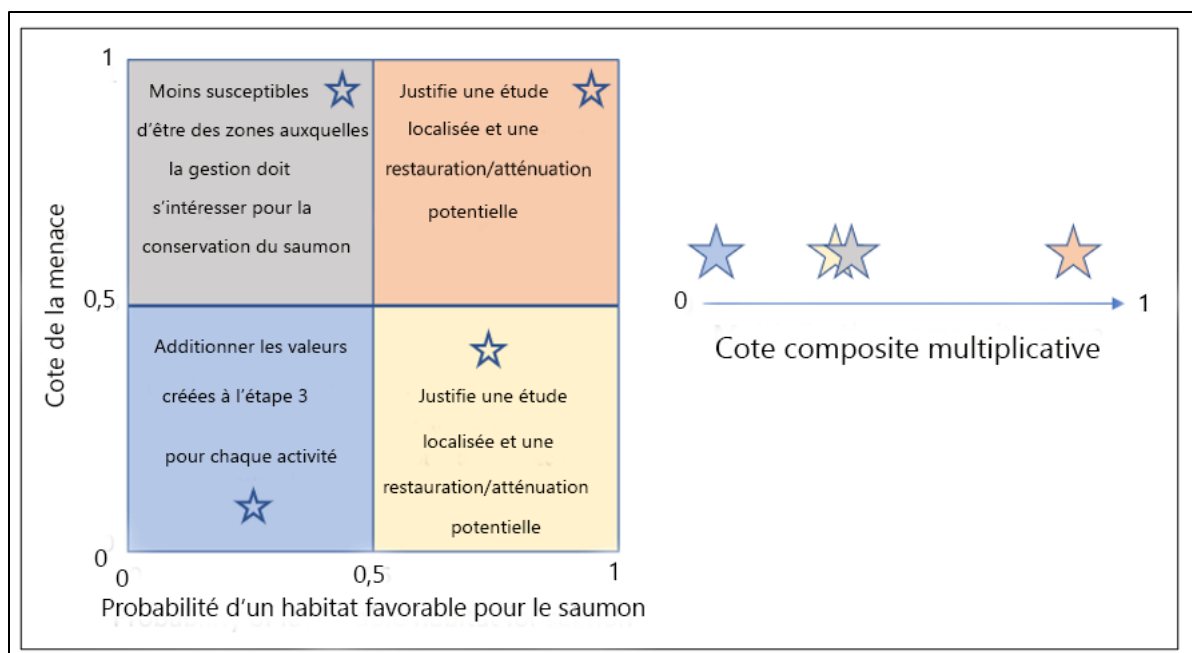 1
Moins susceptibles
d'être des zones auxquelles
la gestion doit
s'intéresser pour la
conservation du saumon
Justifie une étude
localisée et une
restauration/atténuation
potentielle
Cote de la menace
0,5
Additionner les valeurs
créées à l'étape 3
pour chaque activité
Justifie une étude
localisée et une
restauration/atténuation
potentielle
0
0
0,5
1
Probabilité d'un habitat favorable pour le saumon
0
1
Cote composite multiplicative